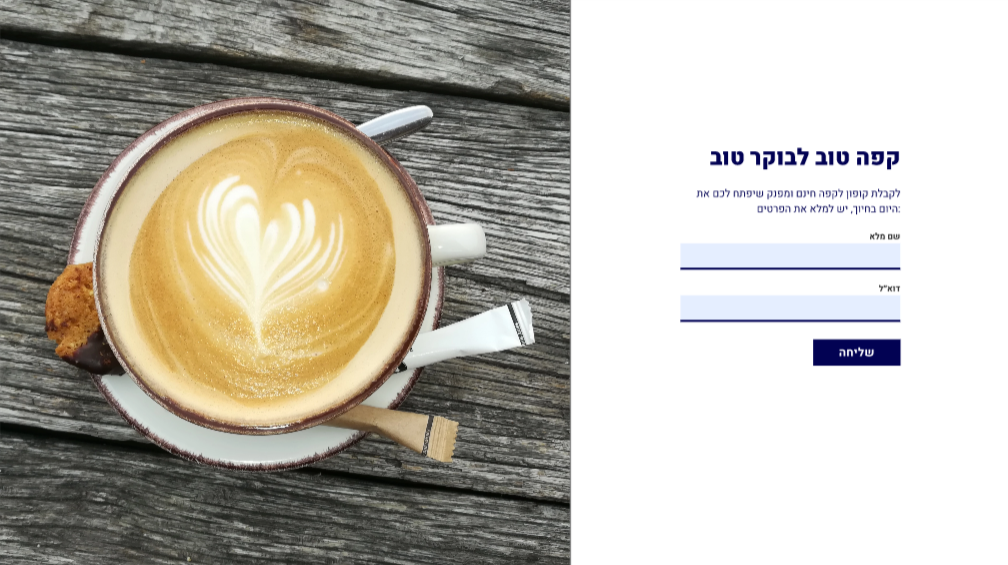 קפה טוב לבוקר טוב
לקבלת קופון לקפה חינם ומפנק שיפתח לכם את
היום בחיוך, יש למלא את הפרטים:
שם מלא
דוא״ל
שליחה